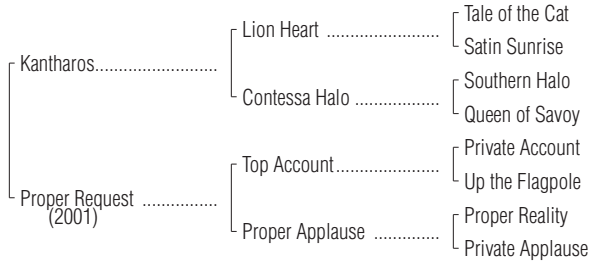 Tale of the Cat
Lion Heart ........................
Satin Sunrise
Kantharos..........................
Southern Halo
Contessa Halo ..................
Queen of Savoy
Private Account
Top Account......................
Up the Flagpole
Proper Request ................
(2001)
Proper Reality
Proper Applause ..............
Private Applause